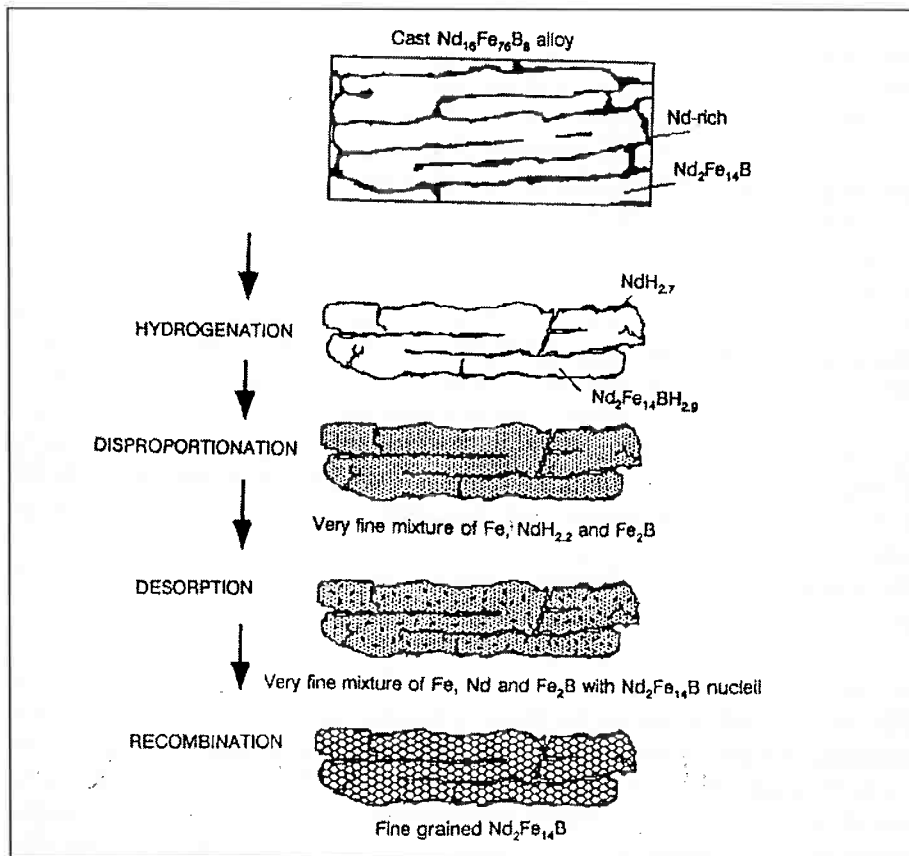 Cast Nd₁₆Fe₇₆B₈ alloy
Nd-rich
Nd₂Fe₁₄B
NdH₂.₇
HYDROGENATION
Nd₂Fe₁₄BH₂.₉
DISPROPORTIONATION
Very fine mixture of Fe, NdH₂.₂ and Fe₂B
DESORPTION
Very fine mixture of Fe, Nd and Fe₂B with Nd₂Fe₁₄B nucleii
RECOMBINATION
Fine grained Nd₂Fe₁₄B